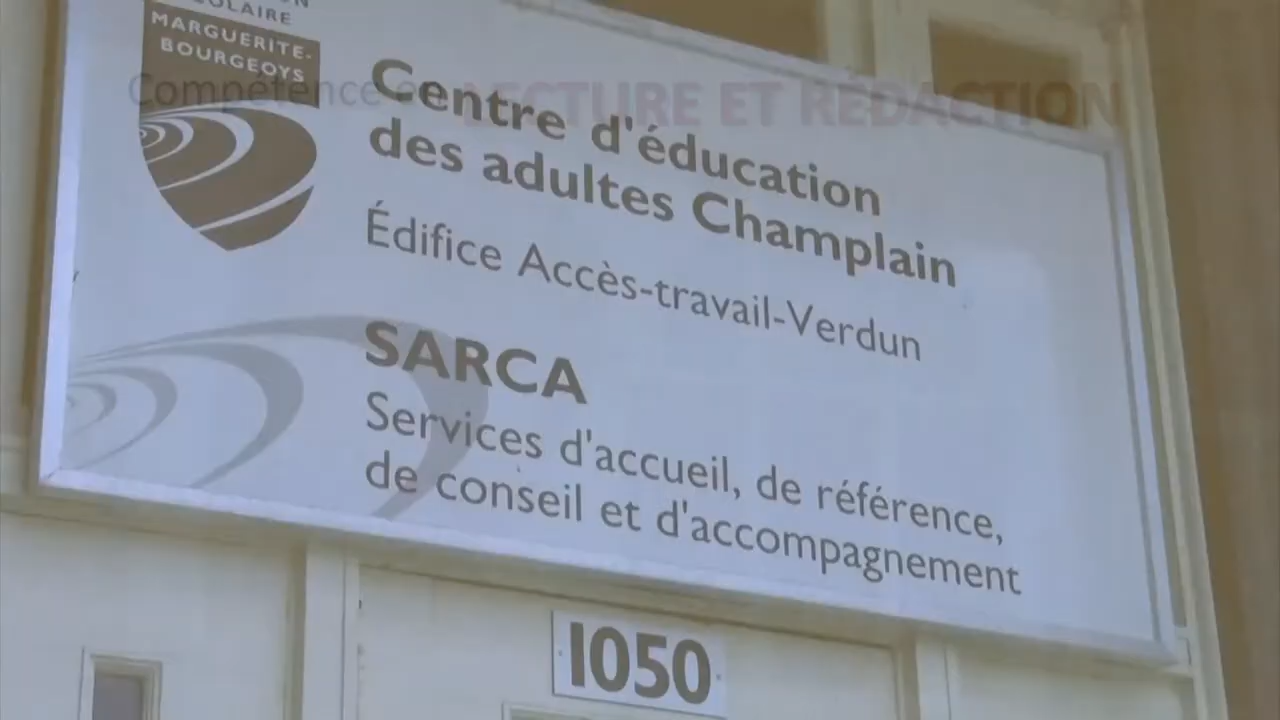 MARGUERITE-
BOURGEOYS
Compétence
LECTURE ET RÉDACTION
Centre d'éducation
des adultes Champlain
Édifice Accès-travail-Verdun
SARCA
Services d'accueil, de référence,
de conseil et d'accompagnement
1050